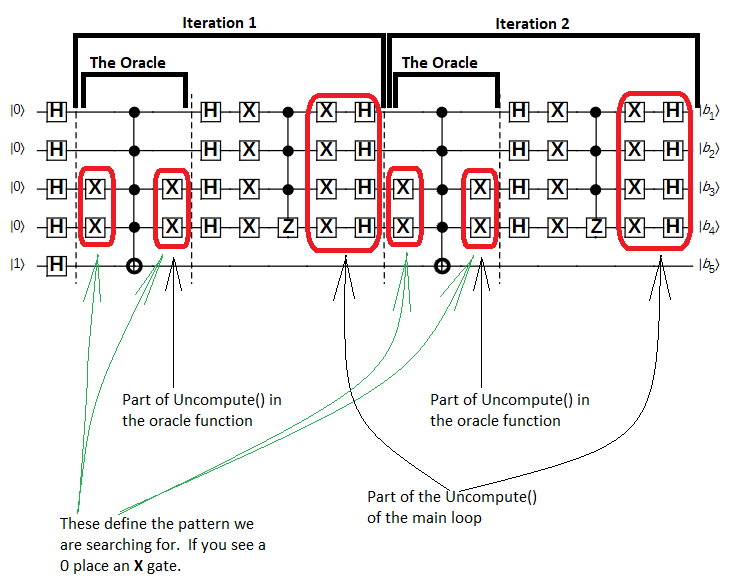 Iteration 1 Iteration 2
The Oracle The Oracle
|0⟩ H H X X H H X X H |b₁⟩
|0⟩ H H X X H H X X H |b₂⟩
|0⟩ H X X H X X H X X H X X H |b₃⟩
|0⟩ H X X H X Z X H X X H X Z X H |b₄⟩
|1⟩ H |b₅⟩
Part of Uncompute() in
the oracle function
Part of Uncompute() in
the oracle function
Part of the Uncompute()
of the main loop
These define the pattern we
are searching for. If you see a
0 place an X gate.